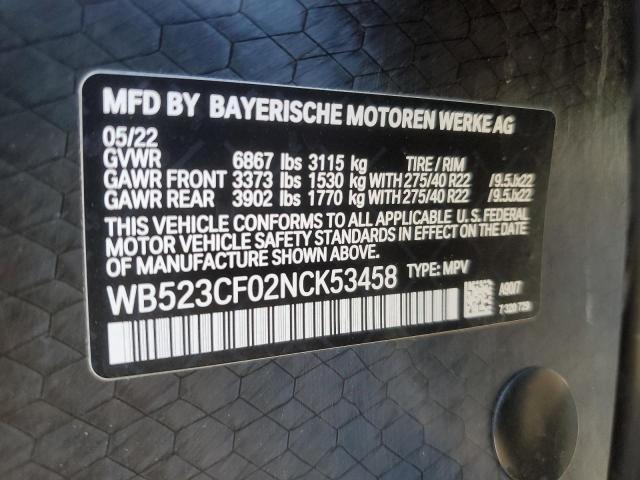 MFD BY BAYERISCHE MOTOREN WERKE AG
05/22
GVWR 6867 lbs 3115 kg TIRE / RIM
GAWR FRONT 3373 lbs 1530 kg WITH 275/40 R22 /9.5Jx22
GAWR REAR 3902 lbs 1770 kg WITH 275/40 R22 /9.5Jx22
THIS VEHICLE CONFORMS TO ALL APPLICABLE U.S. FEDERAL
MOTOR VEHICLE SAFETY STANDARDS IN EFFECT ON THE DATE
OF MANUFACTURE SHOWN ABOVE.
WB523CF02NCK53458 TYPE: MPV
A90/T